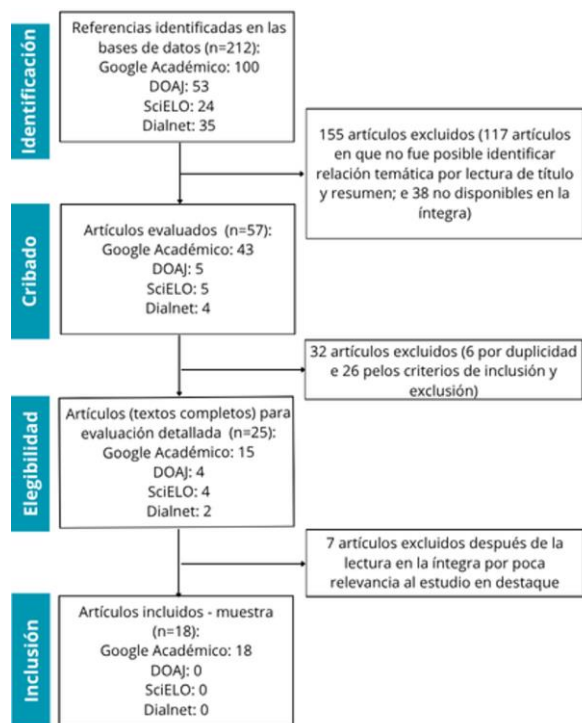 Identificación
Referencias identificadas en las
bases de datos (n=212):
Google Académico: 100
DOAJ: 53
SciELO: 24
Dialnet: 35
155 artículos excluidos (117 artículos
en que no fue posible identificar
relación temática por lectura de título
y resumen; e 38 no disponibles en la
íntegra)
Cribado
Artículos evaluados (n=57):
Google Académico: 43
DOAJ: 5
SciELO: 5
Dialnet: 4
32 artículos excluidos (6 por duplicidad
e 26 pelos criterios de inclusión y
exclusión)
Elegibilidad
Artículos (textos completos) para
evaluación detallada (n=25):
Google Académico: 15
DOAJ: 4
SciELO: 4
Dialnet: 2
7 artículos excluidos después de la
lectura en la íntegra por poca
relevancia al estudio en destaque
Inclusión
Artículos incluidos - muestra
(n=18):
Google Académico: 18
DOAJ: 0
SciELO: 0
Dialnet: 0